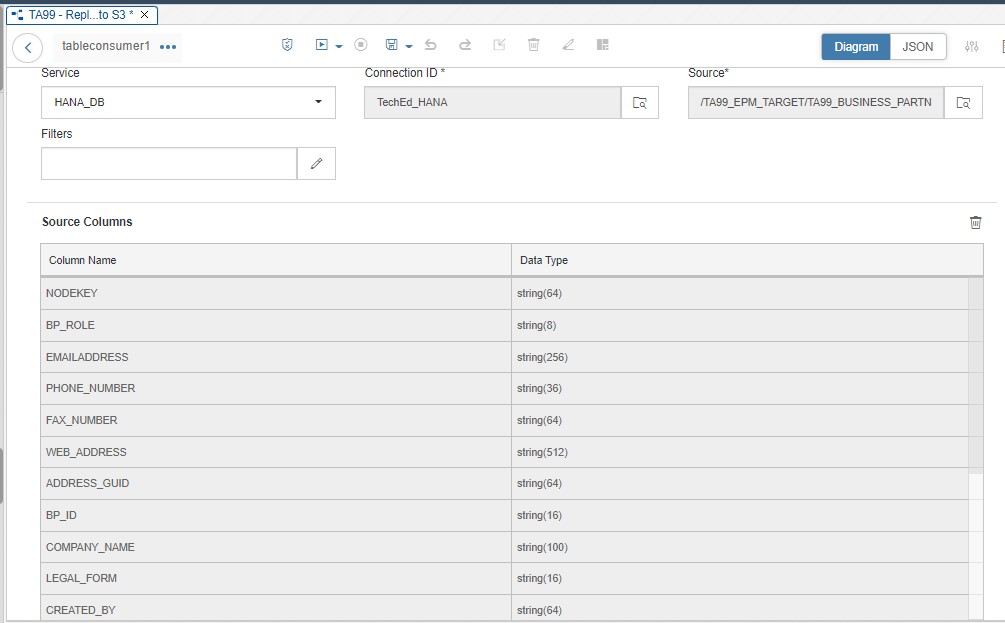 TA99 - Repl...to S3 *
tableconsumer1
Diagram JSON
Service Connection ID * Source*
HANA_DB TechEd_HANA /TA99_EPM_TARGET/TA99_BUSINESS_PARTN
Filters
Source Columns
Column Name Data Type
NODEKEY string(64)
BP_ROLE string(8)
EMAILADDRESS string(256)
PHONE_NUMBER string(36)
FAX_NUMBER string(64)
WEB_ADDRESS string(512)
ADDRESS_GUID string(64)
BP_ID string(16)
COMPANY_NAME string(100)
LEGAL_FORM string(16)
CREATED_BY string(64)